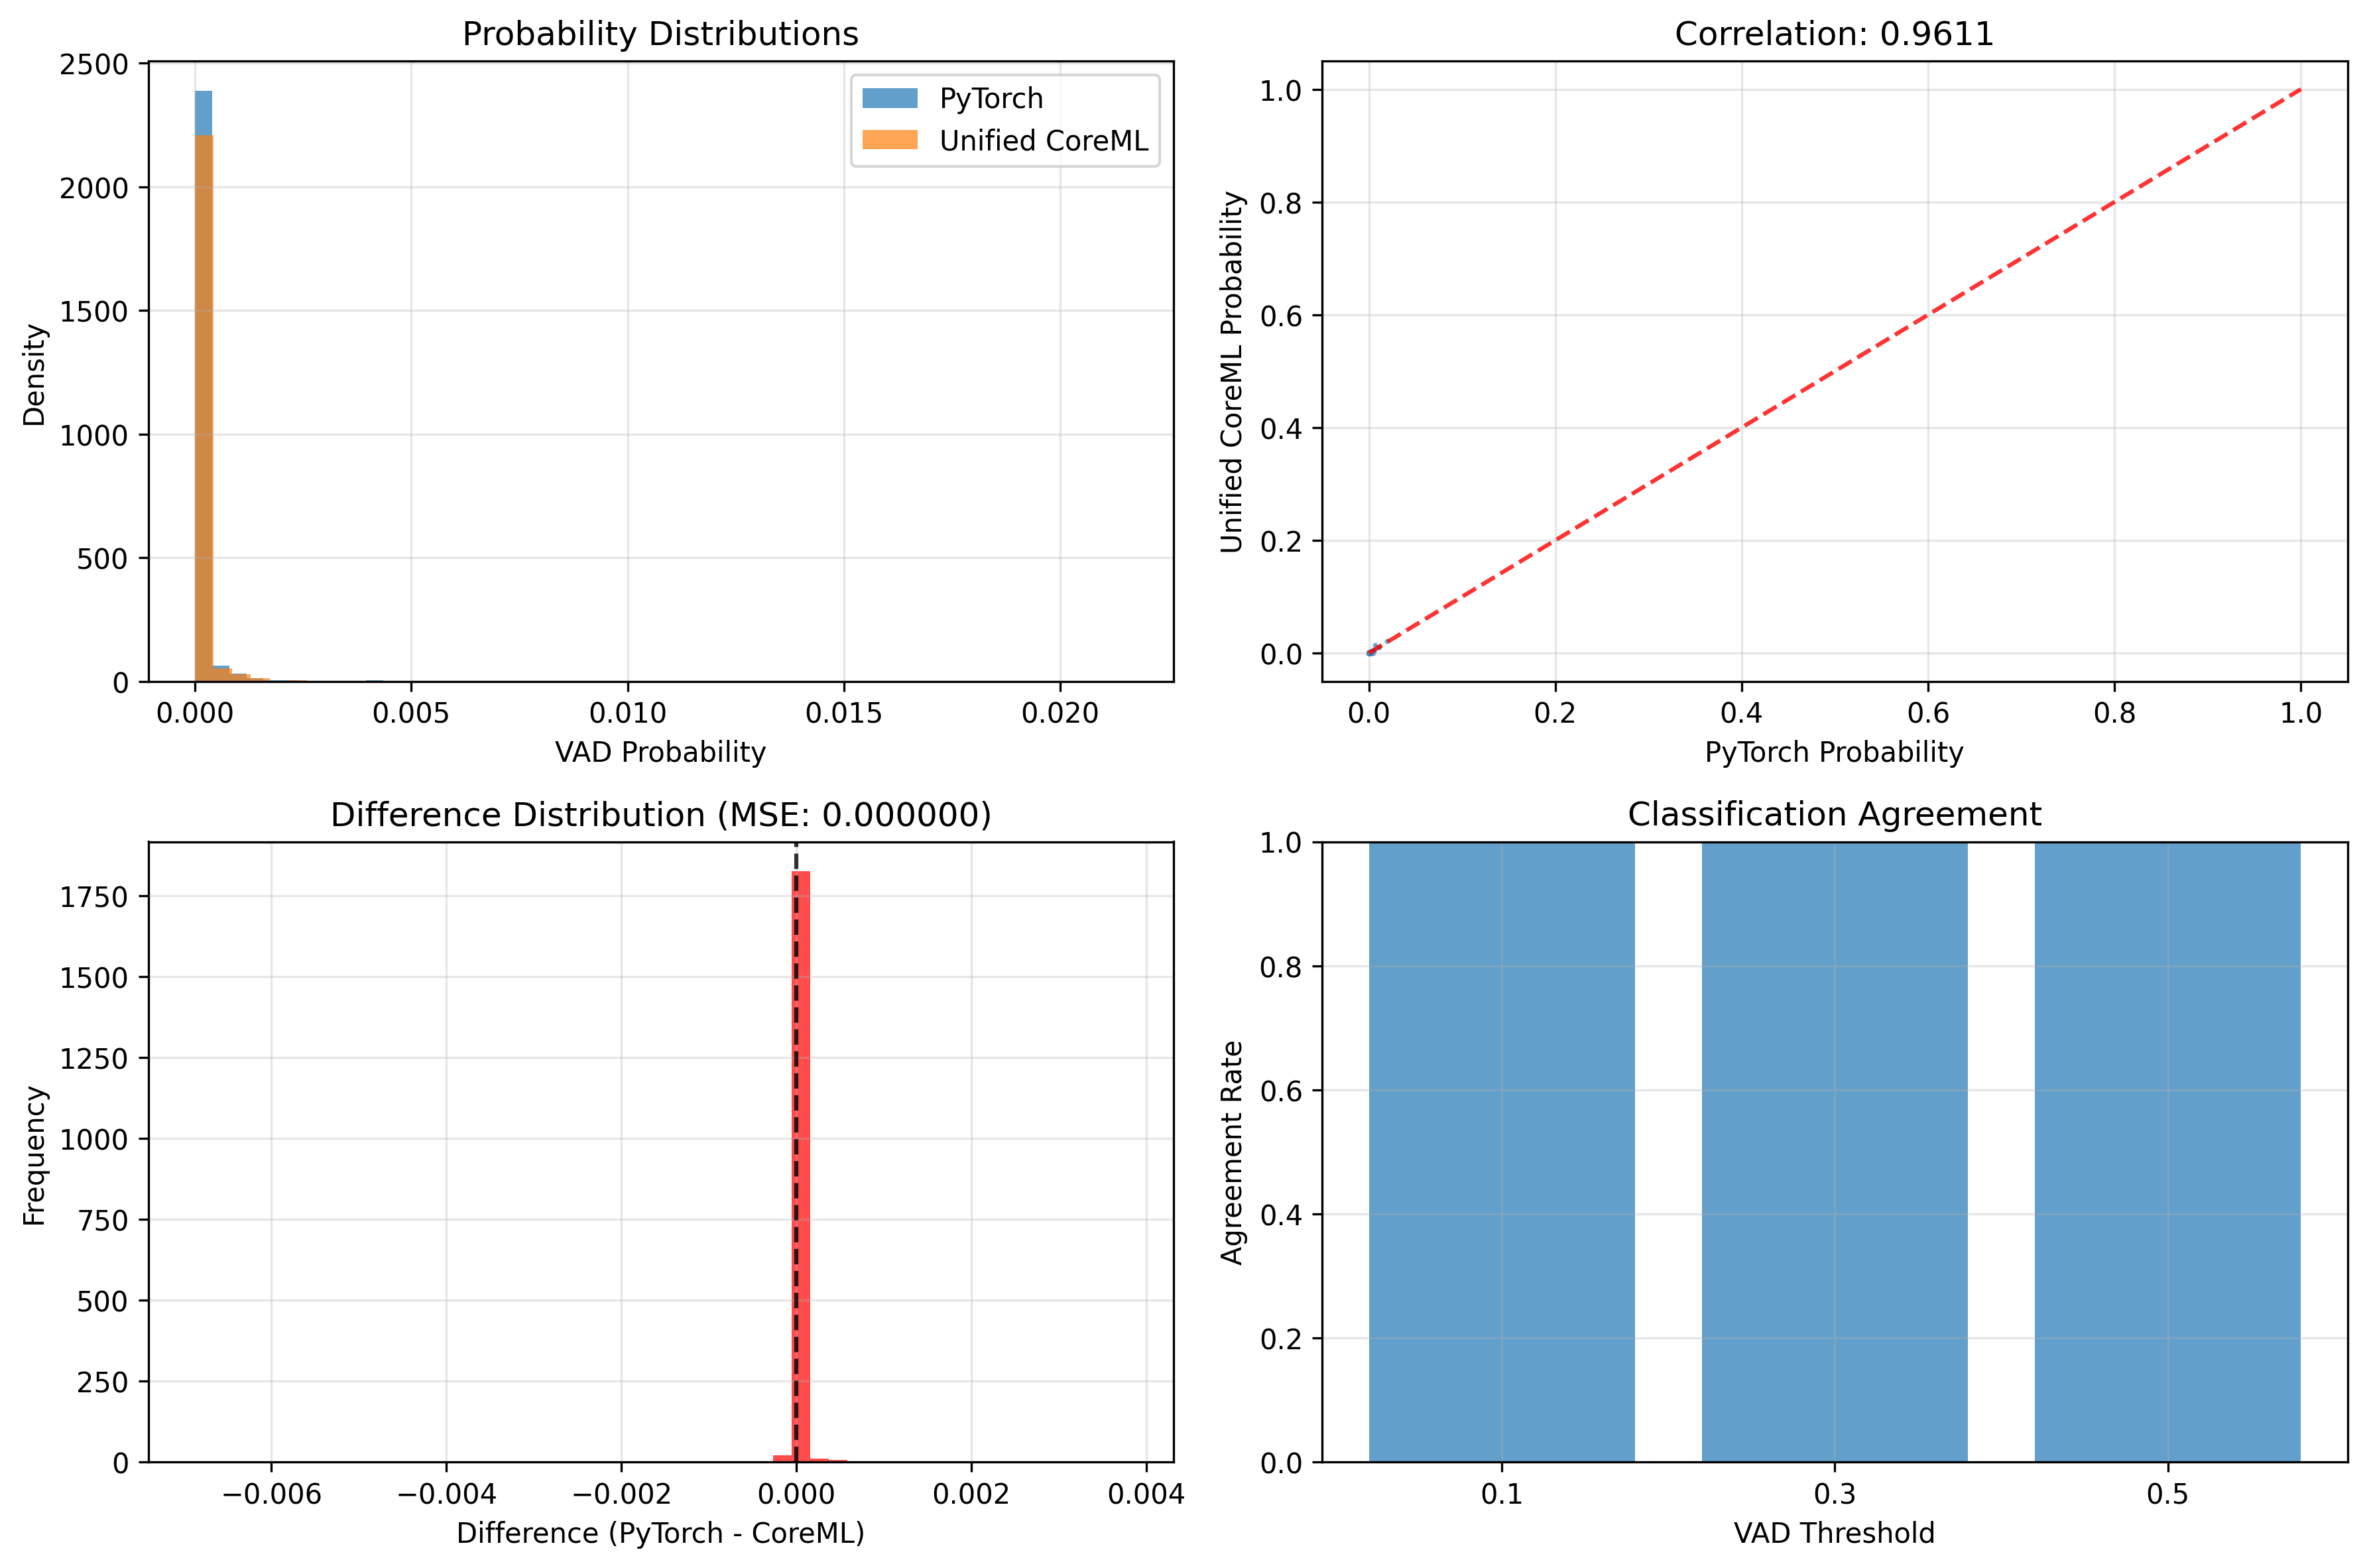 Probability Distributions
2500
2000
1500
1000
500
0
Density
PyTorch
Unified CoreML
0.000 0.005 0.010 0.015 0.020
VAD Probability
Correlation: 0.9611
1.0
0.8
0.6
0.4
0.2
0.0
Unified CoreML Probability
0.0 0.2 0.4 0.6 0.8 1.0
PyTorch Probability
Difference Distribution (MSE: 0.000000)
1750
1500
1250
1000
750
500
250
0
Frequency
−0.006 −0.004 −0.002 0.000 0.002 0.004
Difference (PyTorch - CoreML)
Classification Agreement
1.0
0.8
0.6
0.4
0.2
0.0
Agreement Rate
0.1 0.3 0.5
VAD Threshold